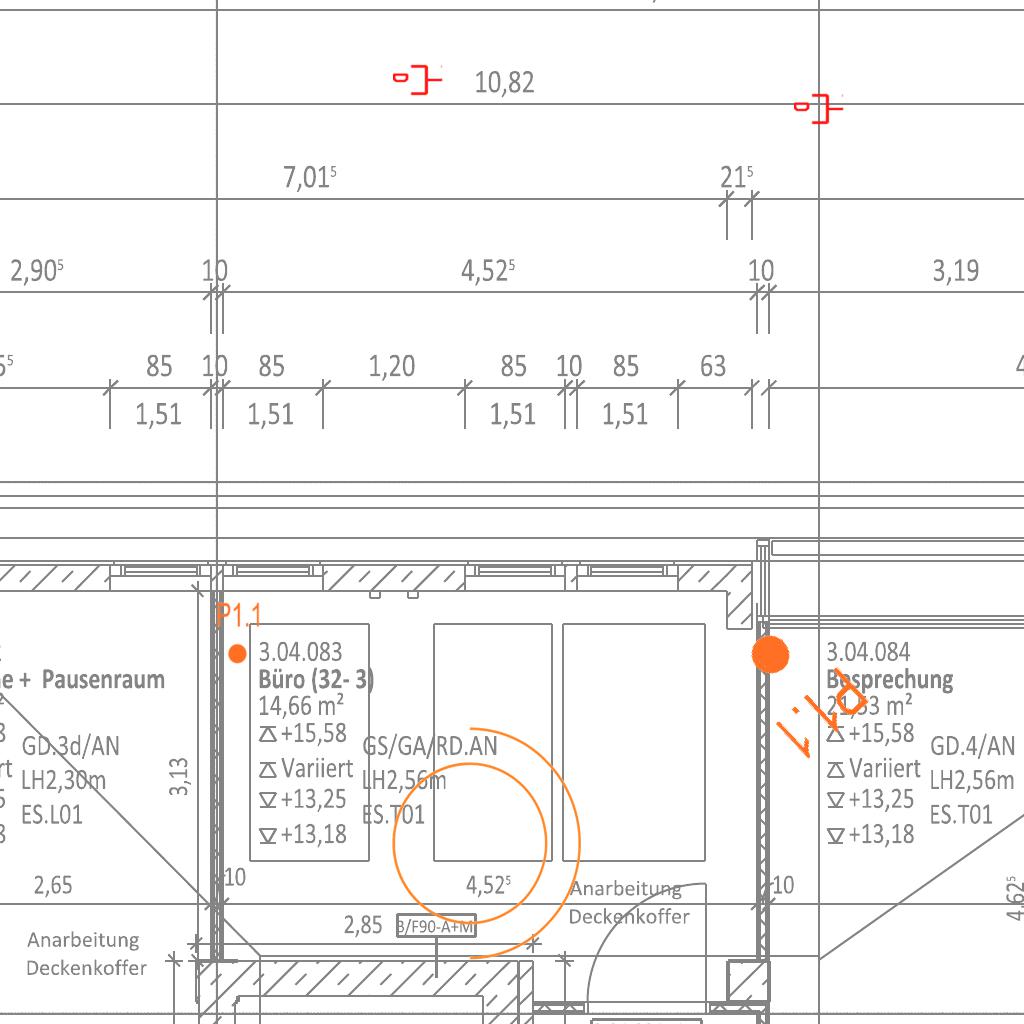 10,82
7,01⁵ 21⁵
2,90⁵ 10 4,52⁵ 10 3,19
85 10 85 1,20 85 10 85 63
1,51 1,51 1,51 1,51
P1.1
3.04.083
Büro (32- 3)
14,66 m²
+15,58
Variiert
+13,25
+13,18
GS/GA/RD.AN
LH2,56m
ES.T01
3.04.084
Besprechung
21,53 m²
+15,58
Variiert
+13,25
+13,18
GD.4/AN
LH2,56m
ES.T01
Pausenraum
GD.3d/AN
LH2,30m
ES.L01
3,13
2,65
10
4,52⁵
10
4,62⁵
Anarbeitung
Deckenkoffer
2,85
B/F90-A+M
Anarbeitung
Deckenkoffer